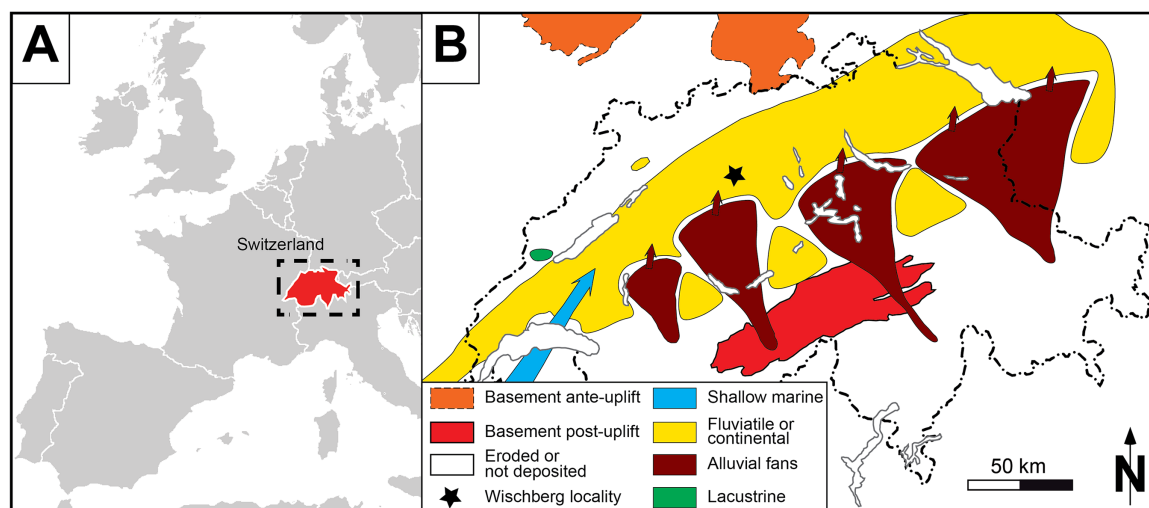 A
B
Switzerland
Basement ante-uplift
Basement post-uplift
Eroded or
not deposited
Wischberg locality
Shallow marine
Fluviatile or
continental
Alluvial fans
Lacustrine
50 km
N